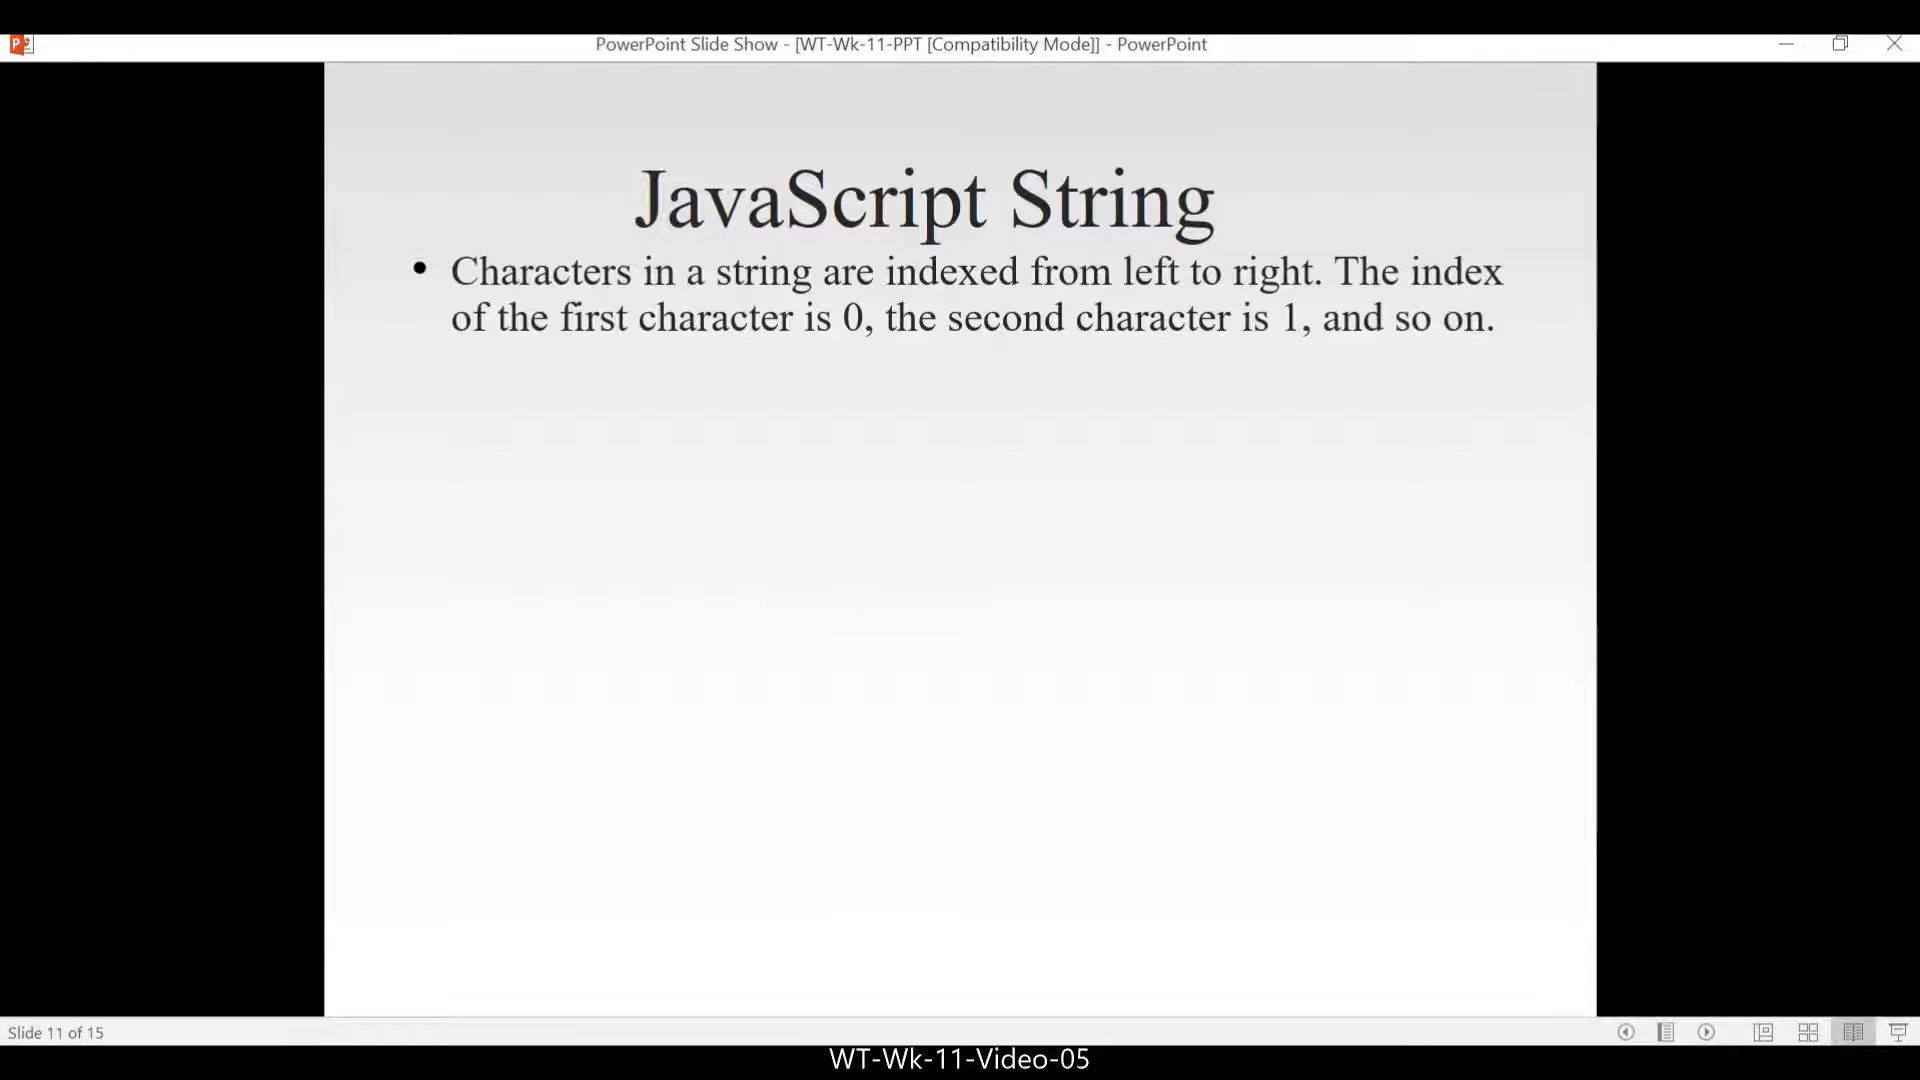 PowerPoint Slide Show - [WT-Wk-11-PPT [Compatibility Mode]] - PowerPoint
JavaScript String
• Characters in a string are indexed from left to right. The index
of the first character is 0, the second character is 1, and so on.
Slide 11 of 15
WT-Wk-11-Video-05